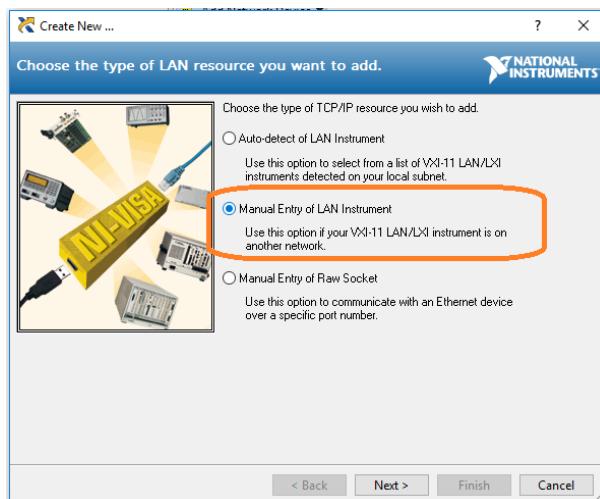 Add Network Device
Create New ...
?
Choose the type of LAN resource you want to add.
NATIONAL
INSTRUMENTS
Choose the type of TCP/IP resource you wish to add.
Auto-detect of LAN Instrument
Use this option to select from a list of VXI-11 LAN/LXI
instruments detected on your local subnet.
Manual Entry of LAN Instrument
Use this option if your VXI-11 LAN/LXI instrument is on
another network.
Manual Entry of Raw Socket
Use this option to communicate with an Ethernet device
over a specific port number.
NI-VISA
< Back
Next >
Finish
Cancel